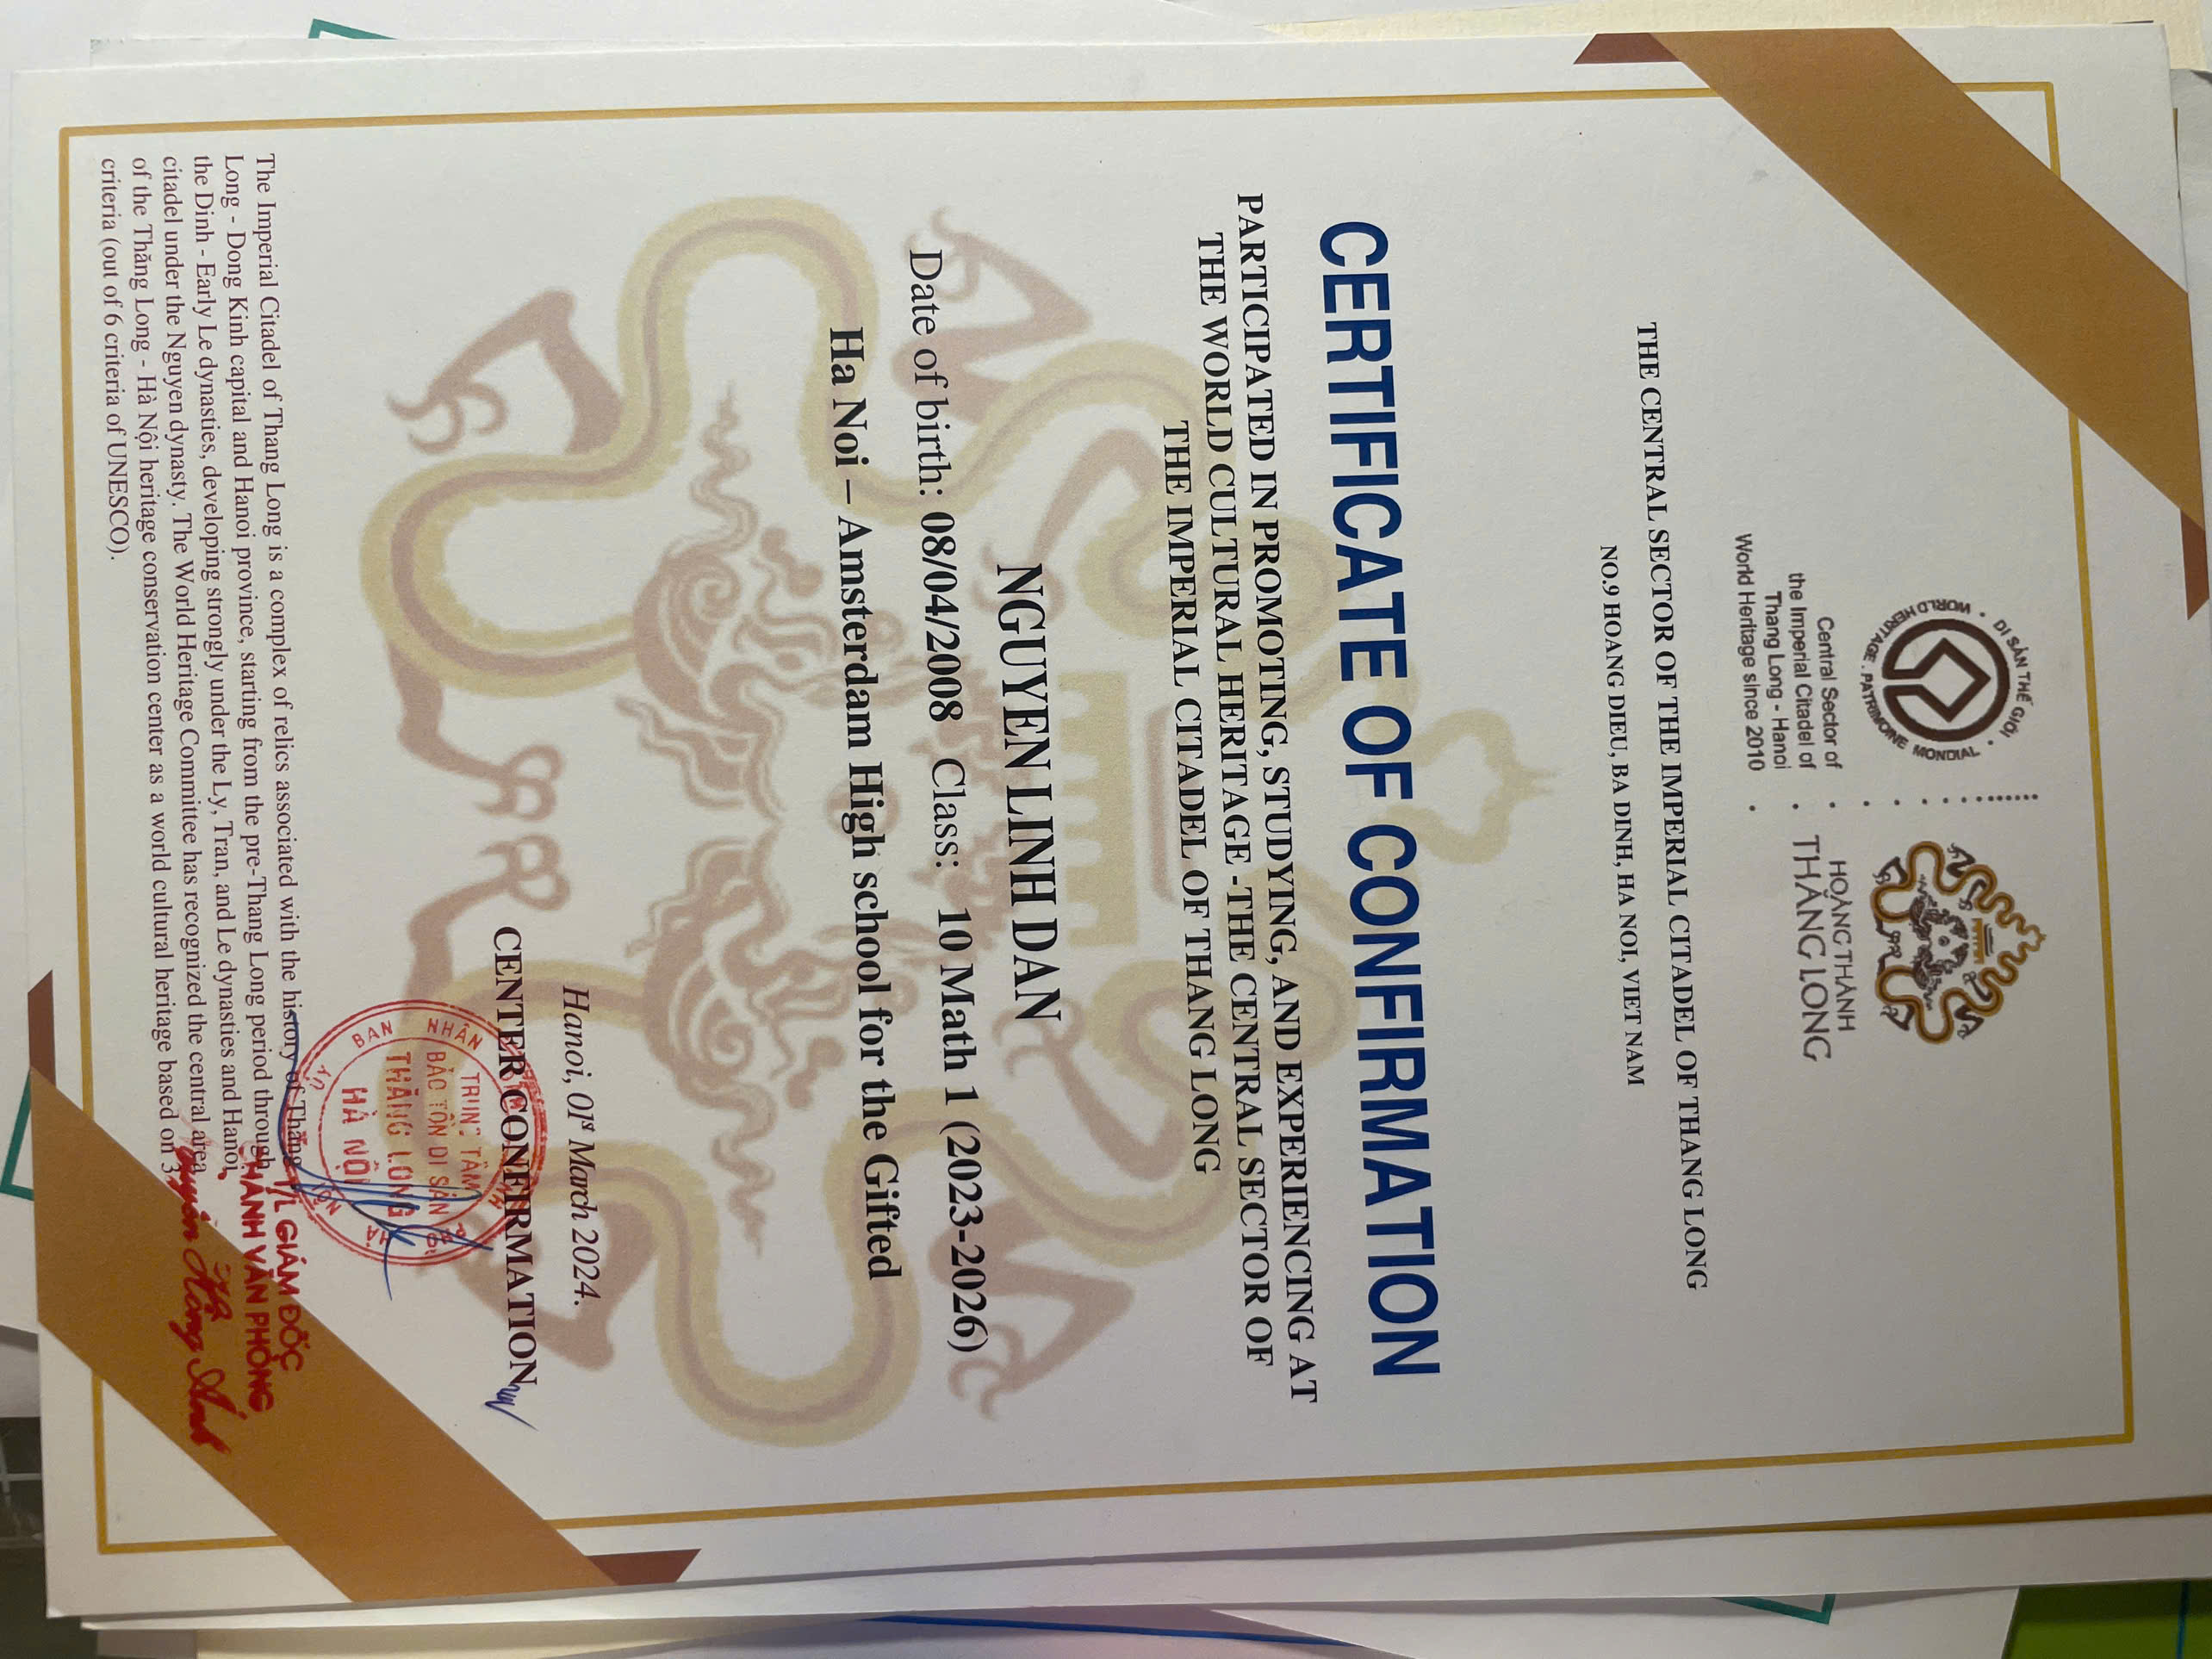 DI SẢN THẾ GIỚI
WORLD HERITAGE . PATRIMOINE MONDIAL
Central Sector of
the Imperial Citadel of
Thang Long - Hanoi
World Heritage since 2010
HOÀNG THÀNH
THĂNG LONG
THE CENTRAL SECTOR OF THE IMPERIAL CITADEL OF THANG LONG
NO.9 HOANG DIEU, BA DINH, HA NOI, VIET NAM
CERTIFICATE OF CONFIRMATION
PARTICIPATED IN PROMOTING, STUDYING, AND EXPERIENCING AT
THE WORLD CULTURAL HERITAGE -THE CENTRAL SECTOR OF
THE IMPERIAL CITADEL OF THANG LONG
NGUYEN LINH DAN
Date of birth: 08/04/2008 Class: 10 Math 1 (2023-2026)
Ha Noi – Amsterdam High school for the Gifted
Hanoi, 01st March 2024.
CENTER CONFIRMATION
ỦY BAN NHÂN PHỐ HÀ NỘI
TRUNG TÂM
BẢO TỒN DI SẢN
THĂNG LONG
HÀ NỘI
T/L GIÁM ĐỐC
CHÁNH VĂN PHÒNG
Nguyễn Hồng Ánh
The Imperial Citadel of Thang Long is a complex of relics associated with the history of Thăng
Long - Dong Kinh capital and Hanoi province, starting from the pre-Thang Long period through
the Dinh - Early Le dynasties, developing strongly under the Ly, Tran, and Le dynasties and Hanoi
citadel under the Nguyen dynasty. The World Heritage Committee has recognized the central area
of the Thăng Long - Hà Nội heritage conservation center as a world cultural heritage based on 3
criteria (out of 6 criteria of UNESCO).